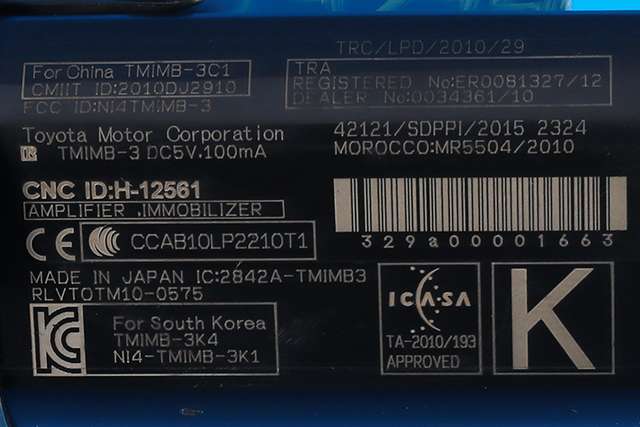 TRC/LPD/2010/29
For China TMIMB-3C1
CMIIT ID:2010DJ2910
FCC ID:NI4TMIMB-3
TRA
REGISTERED No:ER0081327/12
DEALER No:0034361/10
Toyota Motor Corporation
TMIMB-3 DC5V.100mA
42121/SDPPI/2015 2324
MOROCCO:MR5504/2010
CNC ID:H-12561
AMPLIFIER ,IMMOBILIZER
CE CCC CCAB10LP2210T1
329a00001663
MADE IN JAPAN IC:2842A-TMIMB3
RLVTOTM10-0575
KC
For South Korea
TMIMB-3K4
NI4-TMIMB-3K1
ICASA
TA-2010/193
APPROVED
K